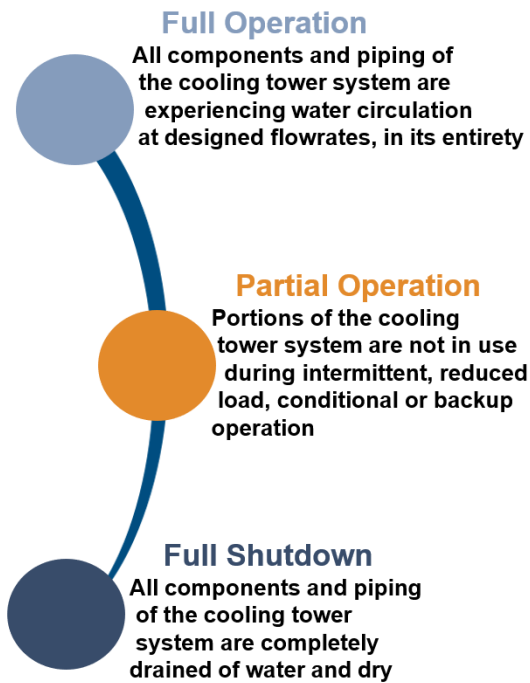 Full Operation
All components and piping of
the cooling tower system are
experiencing water circulation
at designed flowrates, in its entirety
Partial Operation
Portions of the cooling
tower system are not in use
during intermittent, reduced
load, conditional or backup
operation
Full Shutdown
All components and piping
of the cooling tower
system are completely
drained of water and dry